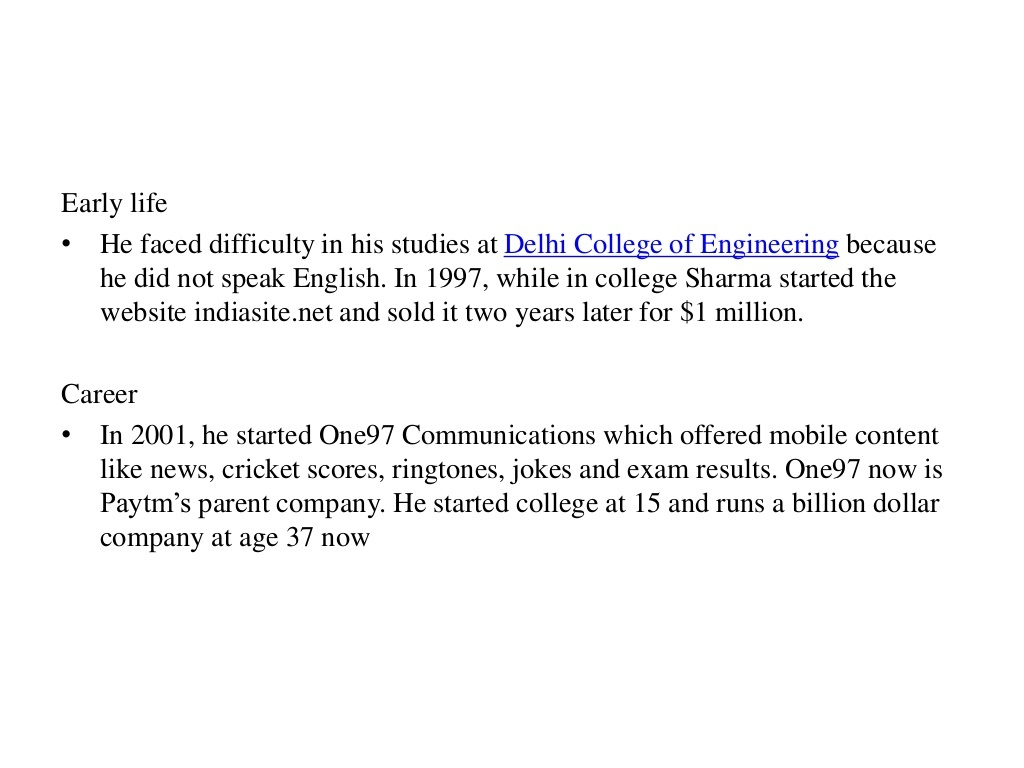 Early life
• He faced difficulty in his studies at Delhi College of Engineering because
he did not speak English. In 1997, while in college Sharma started the
website indiasite.net and sold it two years later for $1 million.
Career
• In 2001, he started One97 Communications which offered mobile content
like news, cricket scores, ringtones, jokes and exam results. One97 now is
Paytm’s parent company. He started college at 15 and runs a billion dollar
company at age 37 now